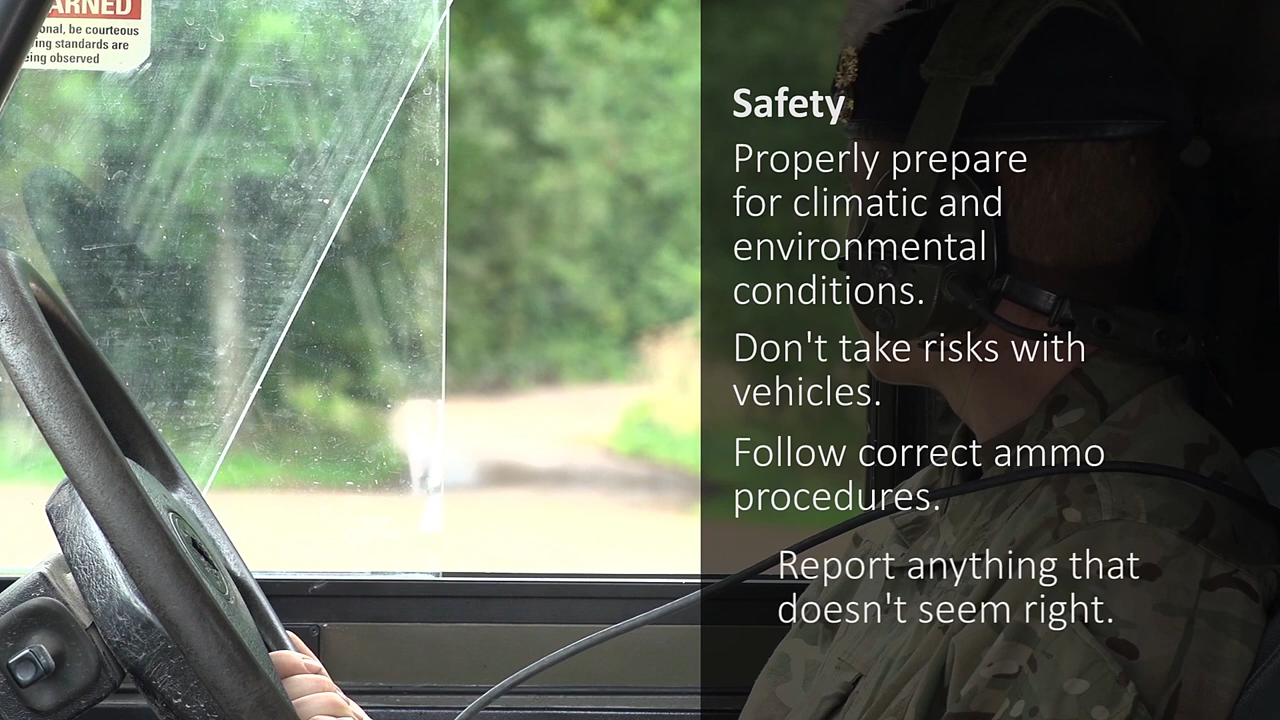 ARNED
onal, be courteous
ing standards are
eing observed
Safety
Properly prepare
for climatic and
environmental
conditions.
Don't take risks with
vehicles.
Follow correct ammo
procedures.
Report anything that
doesn't seem right.